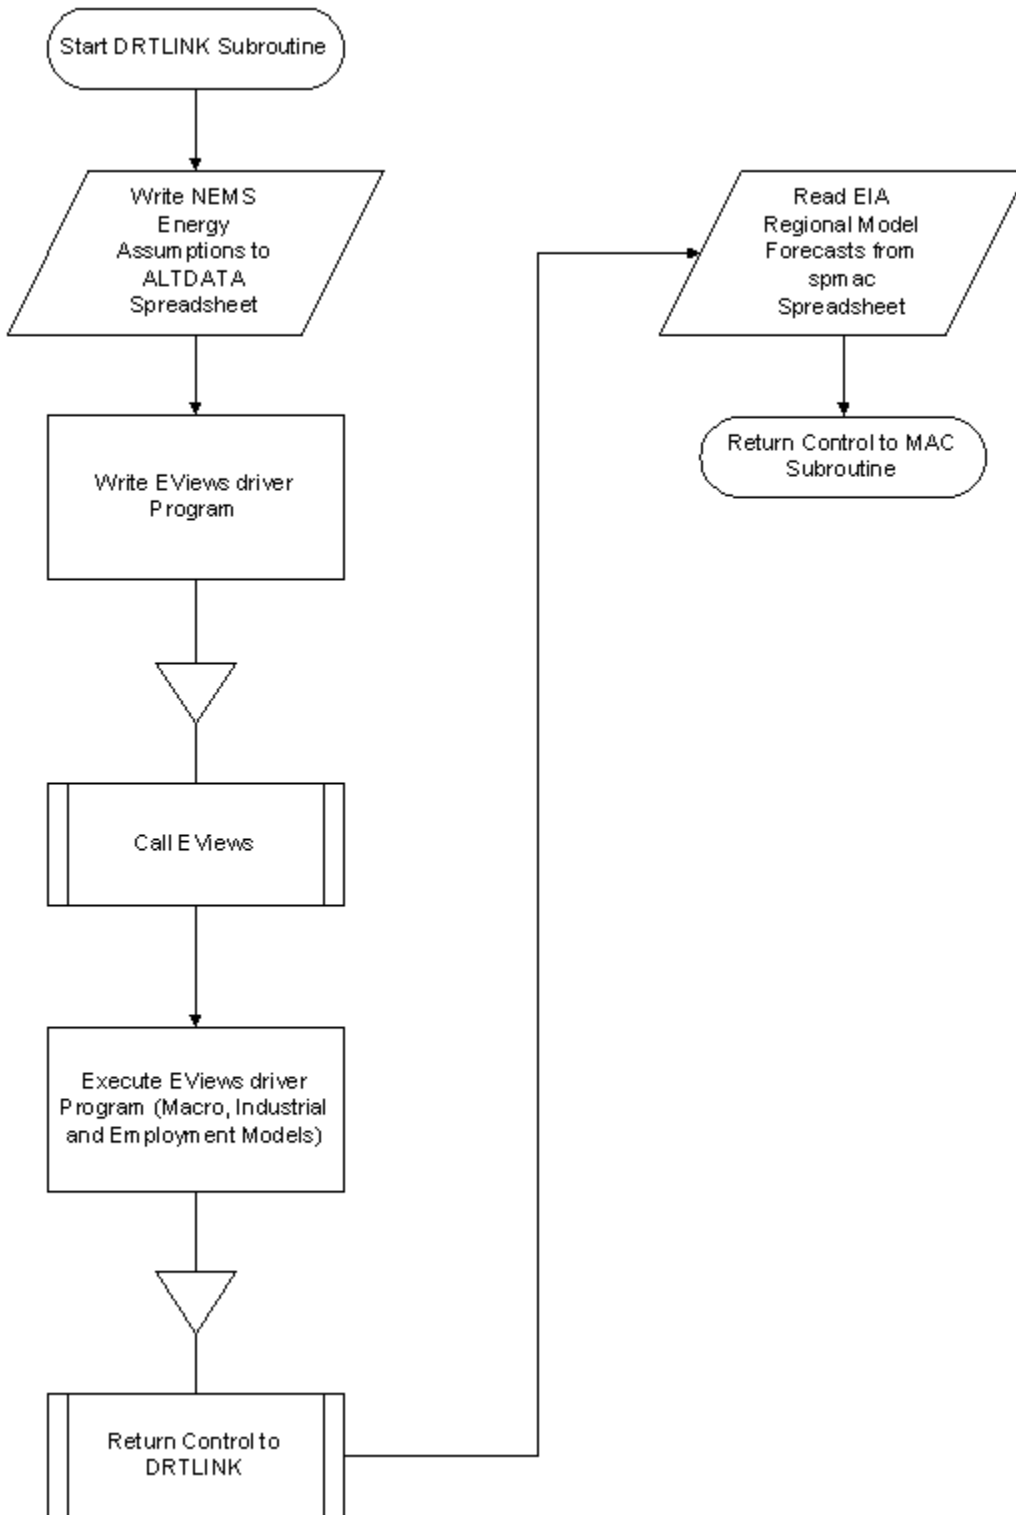 Start DRTLINK Subroutine
Write NEMS
Energy
Assumptions to
ALTDATA
Spreadsheet
Write EViews driver
Program
Call EViews
Execute EViews driver
Program (Macro, Industrial
and Employment Models)
Return Control to
DRTLINK
Read EIA
Regional Model
Forecasts from
spmac
Spreadsheet
Return Control to MAC
Subroutine